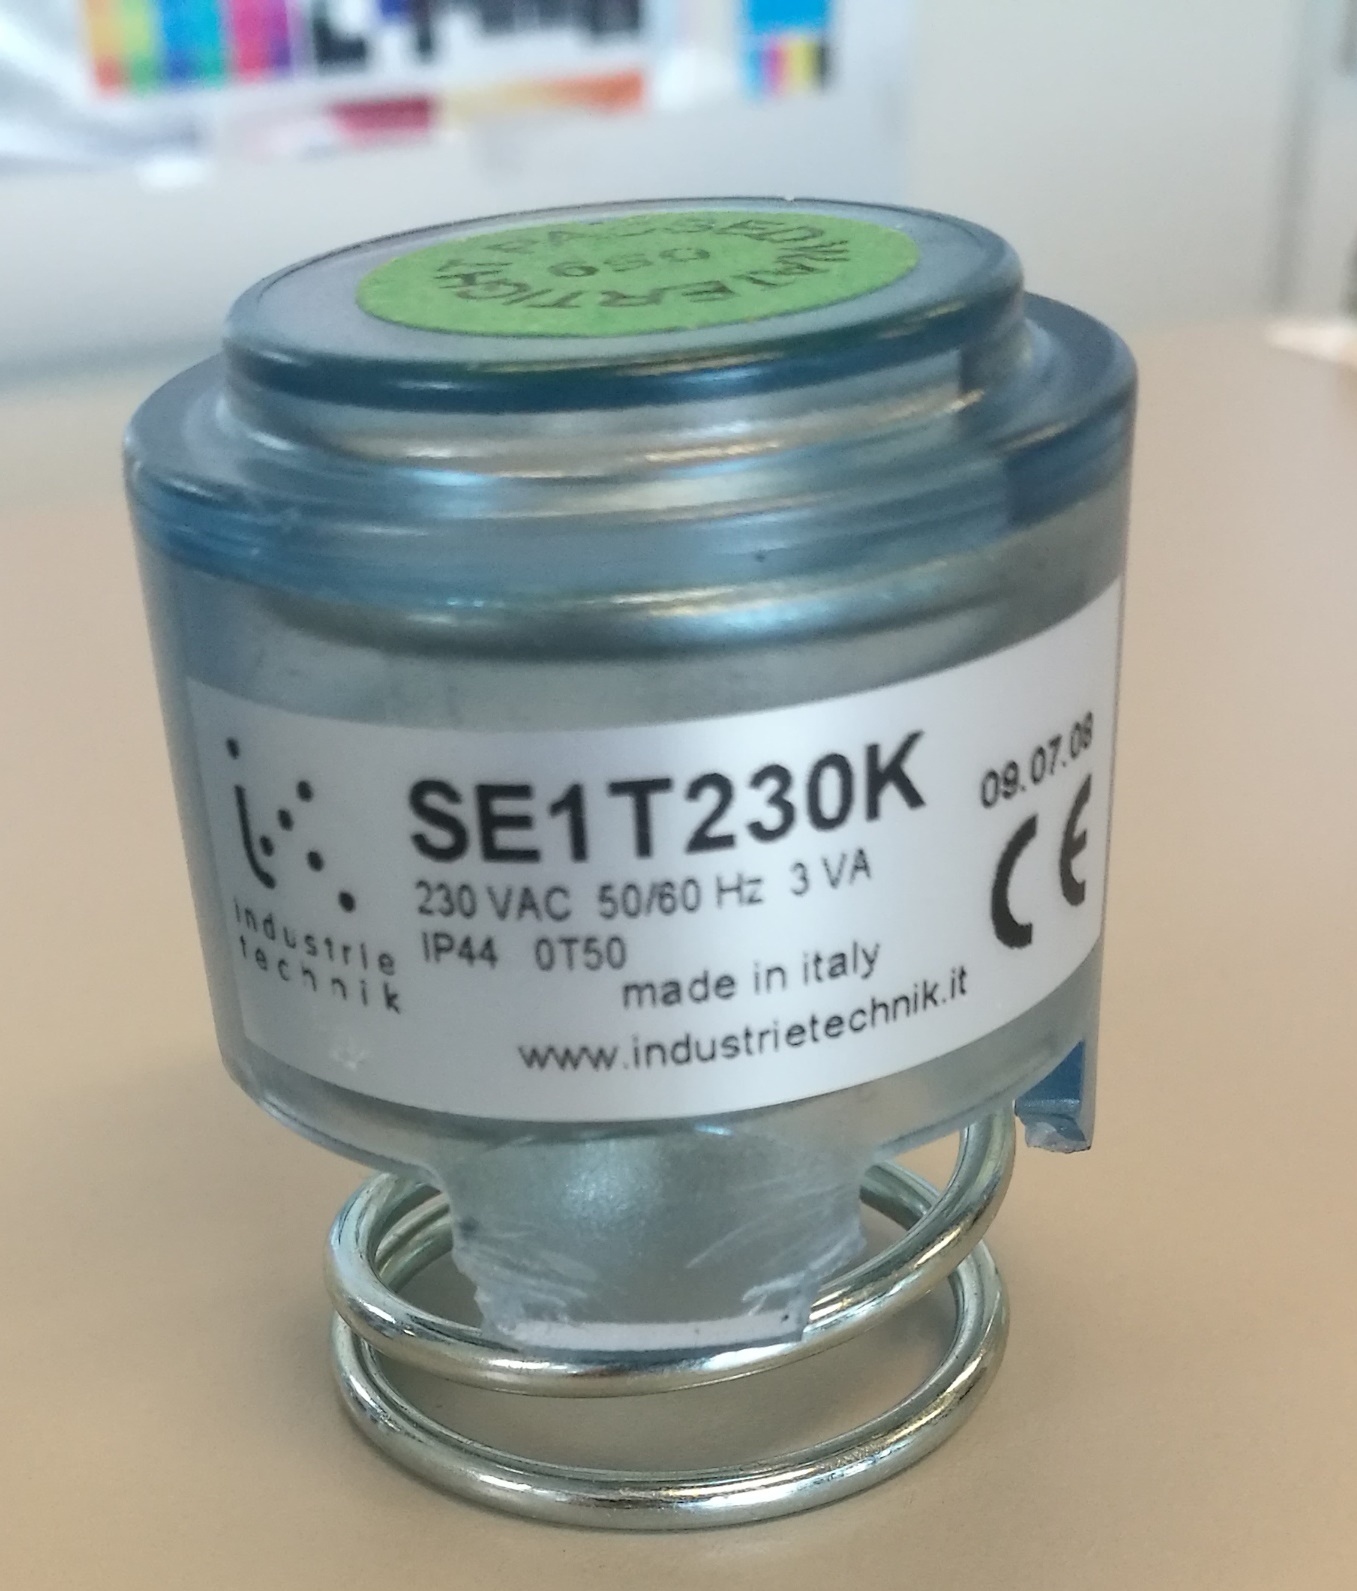 059
SE1T230K
09.07.08
230 VAC 50/60 Hz 3 VA
CE
IP44 0T50
industrie
technik
made in italy
www.industrietechnik.it